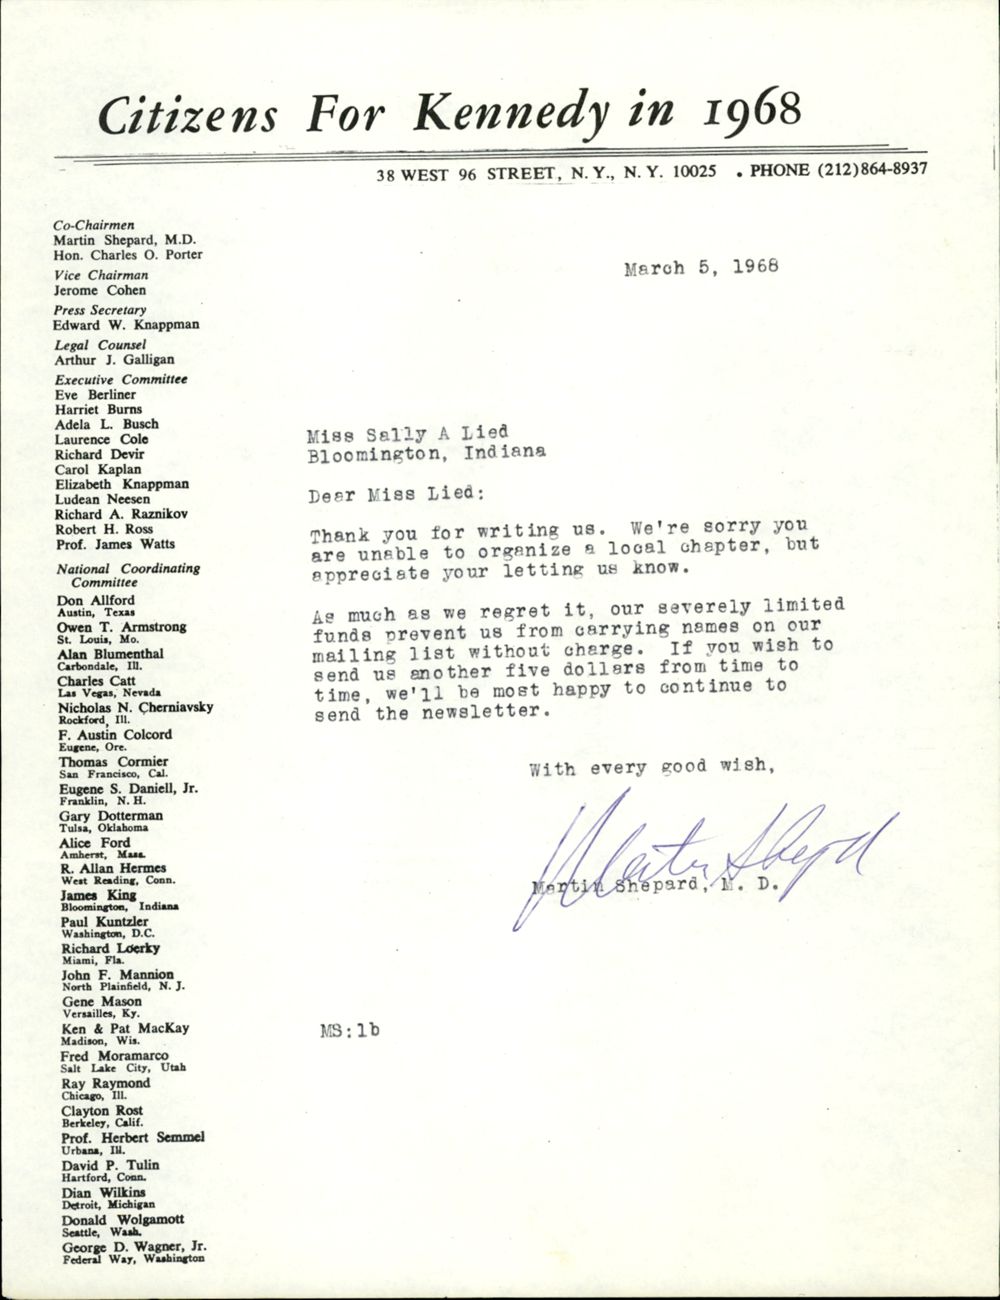 Citizens For Kennedy in 1968
38 WEST 96 STREET, N.Y., N.Y. 10025 . PHONE (212)864-8937
Co-Chairmen
Martin Shepard, M.D.
Hon. Charles O. Porter
Vice Chairman
Jerome Cohen
Press Secretary
Edward W. Knappman
Legal Counsel
Arthur J. Galligan
Executive Committee
Eve Berliner
Harriet Burns
Adela L. Busch
Laurence Cole
Richard Devir
Carol Kaplan
Elizabeth Knappman
Ludean Neesen
Richard A. Raznikov
Robert H. Ross
Prof. James Watts
National Coordinating
Committee
Don Allford
Austin, Texas
Owen T. Armstrong
St. Louis, Mo.
Alan Blumenthal
Carbondale, Ill.
Charles Catt
Las Vegas, Nevada
Nicholas N. Cherniavsky
Rockford, Ill.
F. Austin Colcord
Eugene, Ore.
Thomas Cormier
San Francisco, Cal.
Eugene S. Daniell, Jr.
Franklin, N. H.
Gary Dotterman
Tulsa, Oklahoma
Alice Ford
Amherst, Mass.
R. Allan Hermes
West Reading, Conn.
James King
Bloomington, Indiana
Paul Kuntzler
Washington, D.C.
Richard Loerky
Miami, Fla.
John F. Mannion
North Plainfield, N. J.
Gene Mason
Versailles, Ky.
Ken & Pat MacKay
Madison, Wis.
Fred Moramarco
Salt Lake City, Utah
Ray Raymond
Chicago, Ill.
Clayton Rost
Berkeley, Calif.
Prof. Herbert Semmel
Urbana, Ill.
David P. Tulin
Hartford, Conn.
Dian Wilkins
Detroit, Michigan
Donald Wolgamott
Seattle, Wash.
George D. Wagner, Jr.
Federal Way, Washington
March 5, 1968
Miss Sally A Lied
Bloomington, Indiana
Dear Miss Lied:
Thank you for writing us. We're sorry you
are unable to organize a local chapter, but
appreciate your letting us know.
As much as we regret it, our severely limited
funds prevent us from carrying names on our
mailing list without charge. If you wish to
send us another five dollars from time to
time, we'll be most happy to continue to
send the newsletter.
With every good wish,
Martin Shepard
Martin Shepard, M. D.
MS:lb